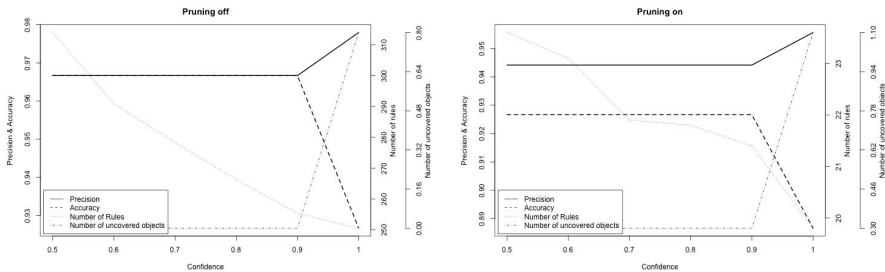 Pruning off
Precision & Accuracy
0.98
0.97
0.96
0.95
0.94
0.93
310
300
290
280
270
260
250
Number of rules
0.80
0.64
0.48
0.32
0.16
0.00
Number of uncovered objects
Precision
Accuracy
Number of Rules
Number of uncovered objects
0.5
0.6
0.7
0.8
0.9
1
Confidence
Pruning on
Precision & Accuracy
0.95
0.94
0.93
0.92
0.91
0.90
0.89
23
22
21
20
Number of rules
1.10
0.94
0.78
0.62
0.46
0.30
Number of uncovered objects
Precision
Accuracy
Number of Rules
Number of uncovered objects
0.5
0.6
0.7
0.8
0.9
1
Confidence